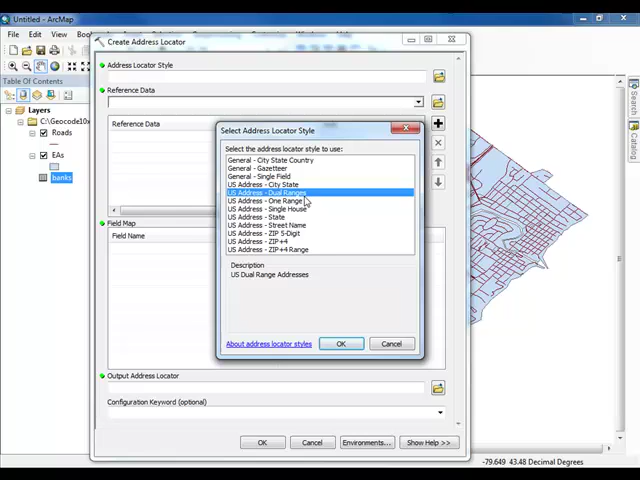 Untitled - ArcMap
File Edit View
Create Address Locator
Address Locator Style
Reference Data
Reference Data
Field Map
Field Name
Output Address Locator
Configuration Keyword (optional)
OK Cancel Environments... Show Help >>
Table Of Contents
Layers
C:\Geocode10x
Roads
EAs
banks
Select Address Locator Style
Select the address locator style to use:
General - City State Country
General - Gazetteer
General - Single Field
US Address - City State
US Address - Dual Ranges
US Address - One Range
US Address - Single House
US Address - State
US Address - Street Name
US Address - ZIP 5-Digit
US Address - ZIP+4
US Address - ZIP+4 Range
Description
US Dual Range Addresses
About address locator styles OK Cancel
Search
Catalog
-79.649 43.48 Decimal Degrees